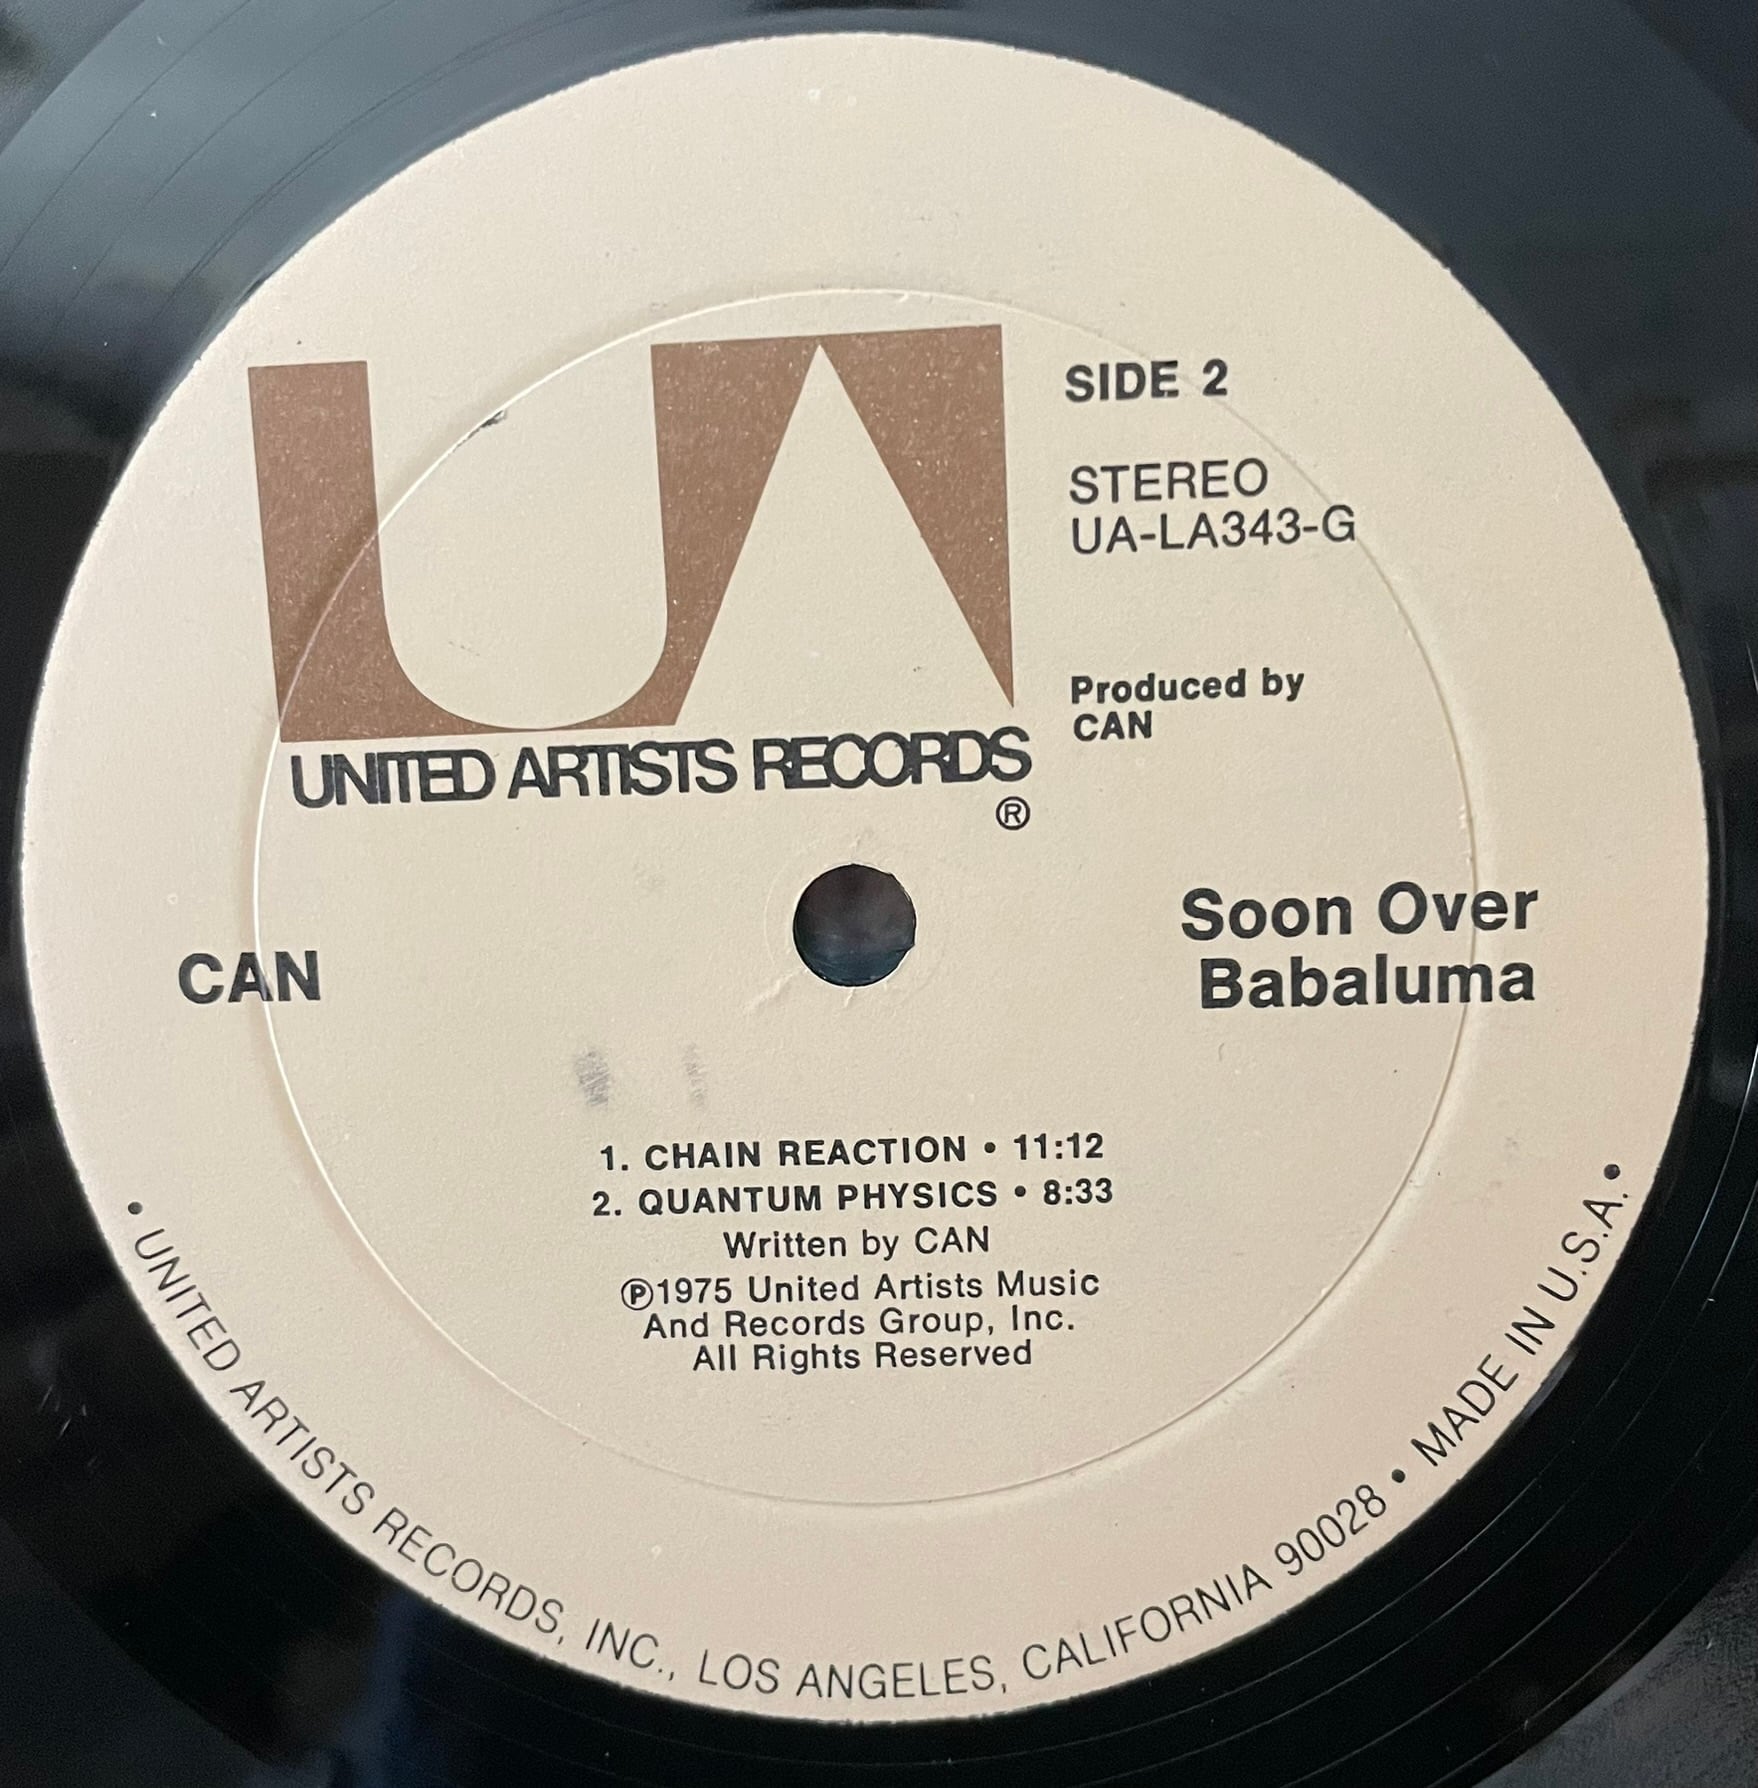 UA
SIDE 2
STEREO
UA-LA343-G
Produced by
CAN
UNITED ARTISTS RECORDS
®
CAN
Soon Over
Babaluma
1. CHAIN REACTION • 11:12
2. QUANTUM PHYSICS • 8:33
Written by CAN
℗1975 United Artists Music
And Records Group, Inc.
All Rights Reserved
• UNITED ARTISTS RECORDS, INC., LOS ANGELES, CALIFORNIA 90028 • MADE IN U.S.A. •